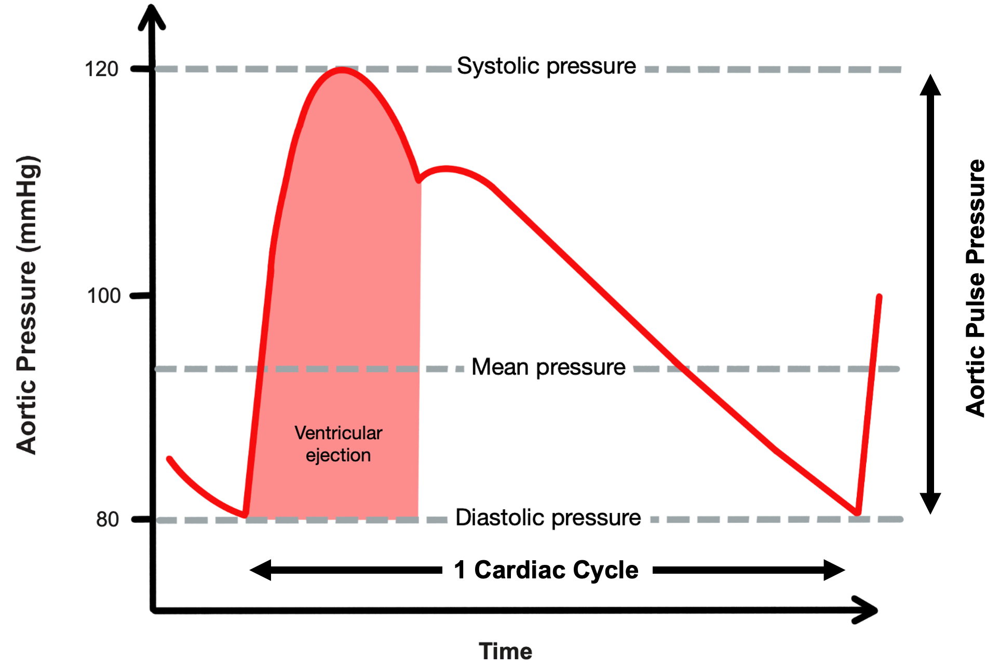 Aortic Pressure (mmHg)
120
Systolic pressure
100
Mean pressure
Ventricular
ejection
80
Diastolic pressure
1 Cardiac Cycle
Time
Aortic Pulse Pressure